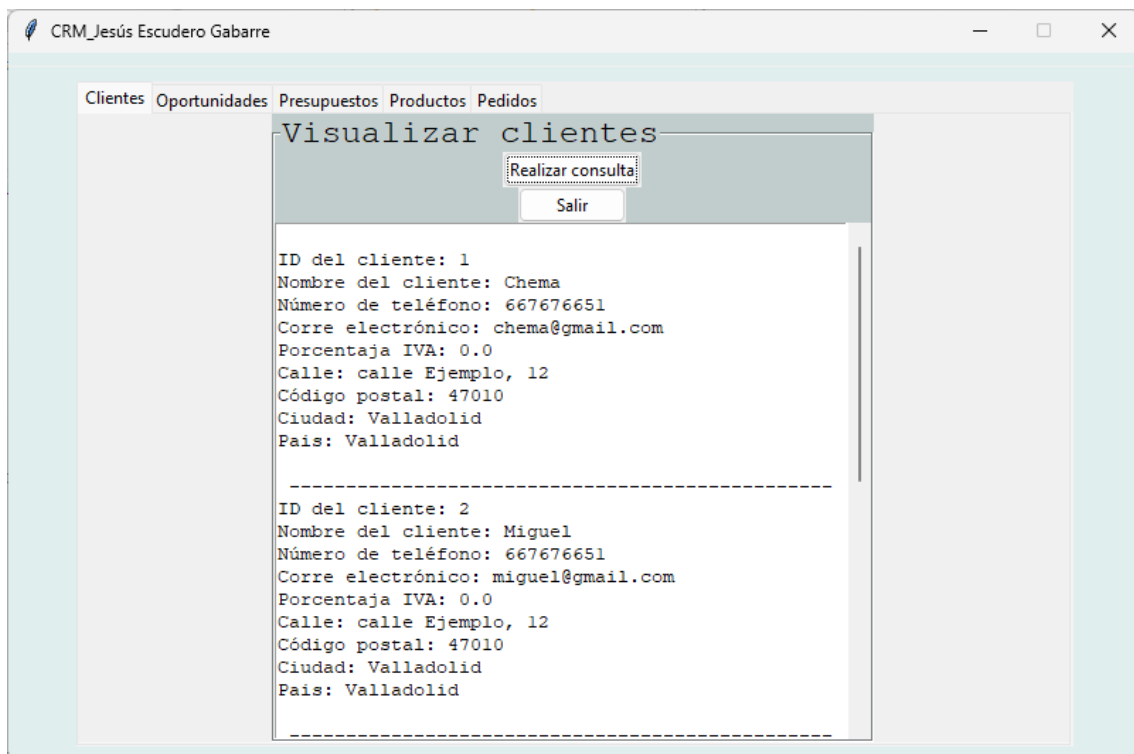 CRM_Jesús Escudero Gabarre
Clientes Oportunidades Presupuestos Productos Pedidos
Visualizar clientes
Realizar consulta
Salir
ID del cliente: 1
Nombre del cliente: Chema
Número de teléfono: 667676651
Corre electrónico: chema@gmail.com
Porcentaja IVA: 0.0
Calle: calle Ejemplo, 12
Código postal: 47010
Ciudad: Valladolid
Pais: Valladolid
------------------------------------------------
ID del cliente: 2
Nombre del cliente: Miguel
Número de teléfono: 667676651
Corre electrónico: miguel@gmail.com
Porcentaja IVA: 0.0
Calle: calle Ejemplo, 12
Código postal: 47010
Ciudad: Valladolid
Pais: Valladolid
------------------------------------------------